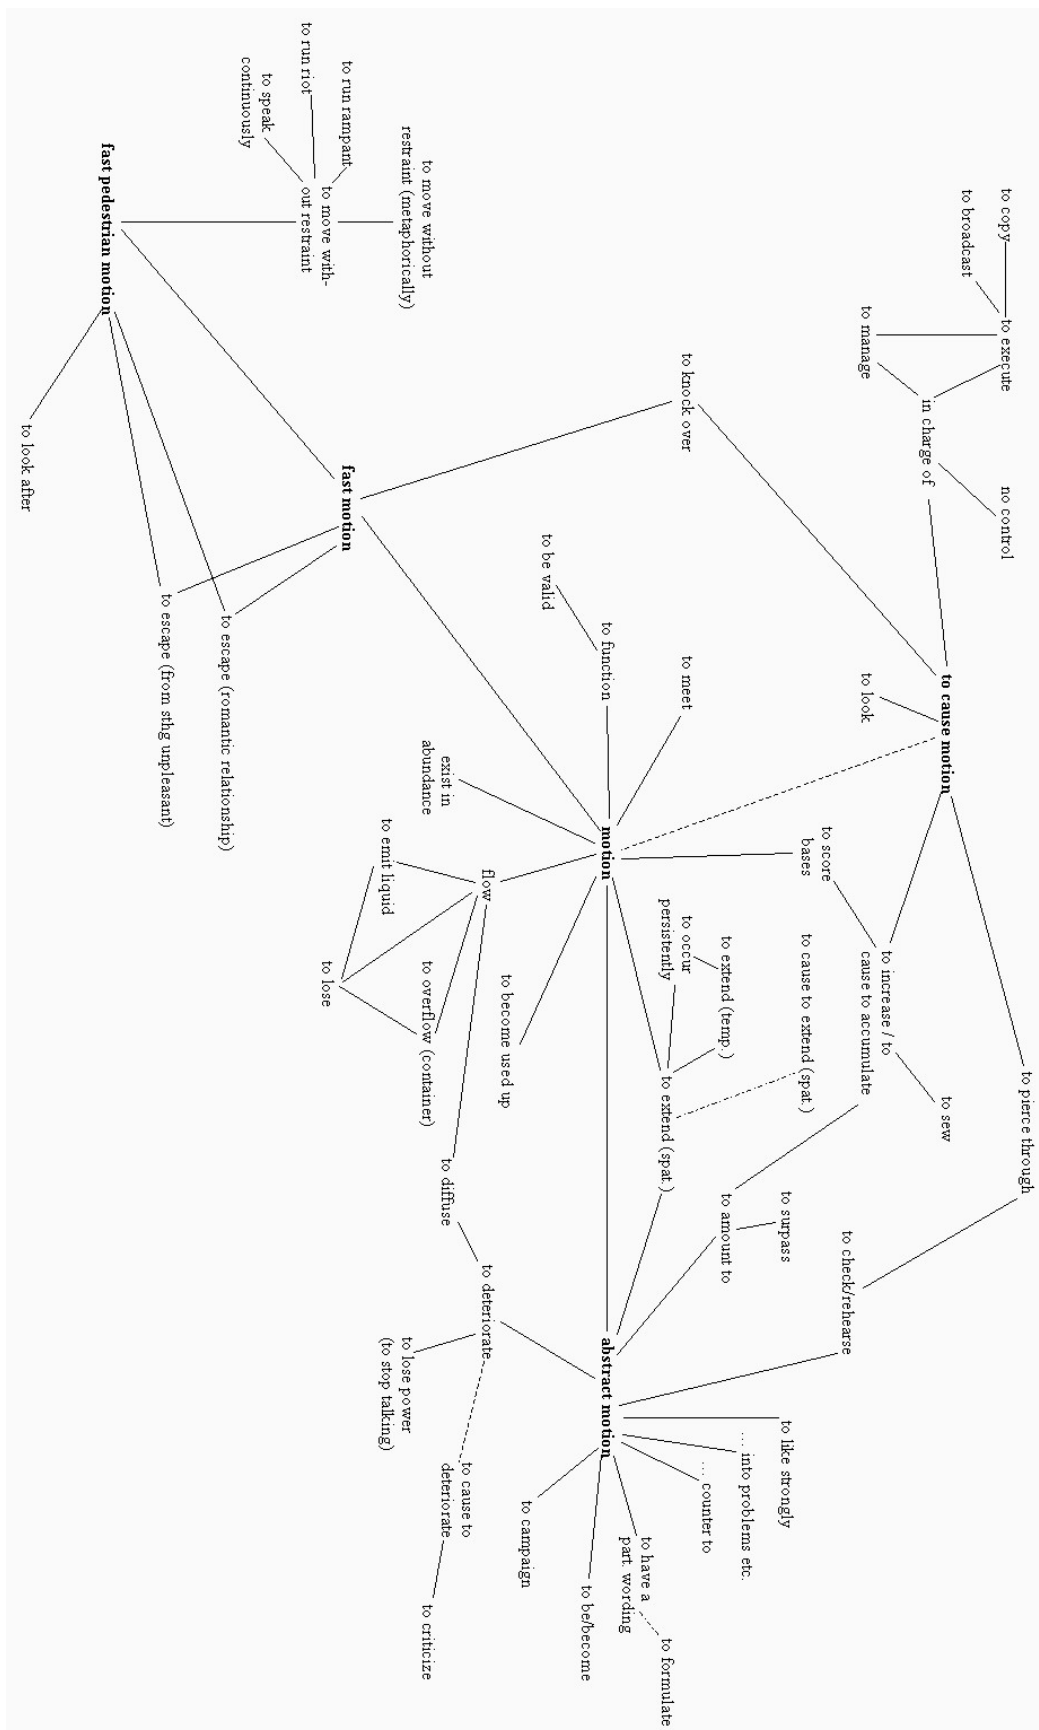 to copy
to broadcast
to execute
to manage
in charge of
no control
to cause motion
to look
to pierce through
to increase / to
cause to accumulate
to sew
to score
bases
to cause to extend (spat.)
to check/rehearse
to surpass
to amount to
to extend (temp.)
to occur
persistently
to extend (spat.)
to like strongly
... into problems etc.
... counter to
to have a
part. wording
to formulate
to be/become
abstract motion
to campaign
to knock over
to meet
to function
to be valid
motion
to become used up
exist in
abundance
flow
to emit liquid
to overflow (container)
to lose
to diffuse
to deteriorate
to lose power
(to stop talking)
to cause to
deteriorate
to criticize
to move without
restraint (metaphorically)
to run rampant
to run riot
to speak
continuously
to move with-
out restraint
fast motion
fast pedestrian motion
to escape (romantic relationship)
to escape (from sthg unpleasant)
to look after